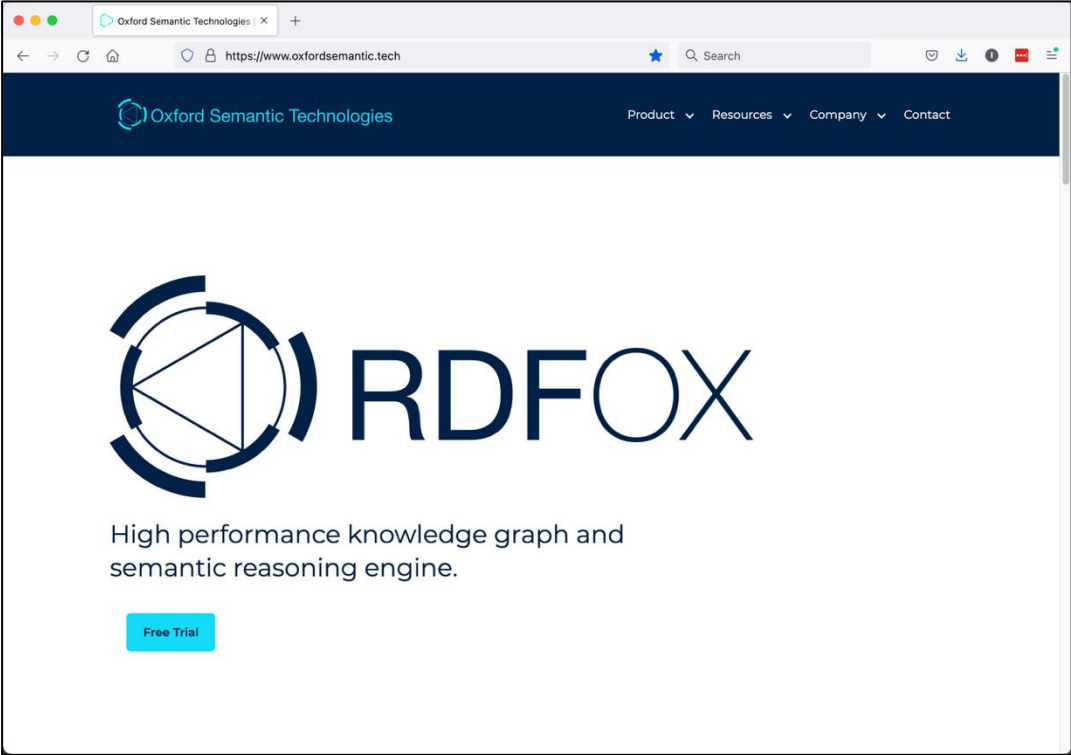 Oxford Semantic Technologies |
https://www.oxfordsemantic.tech
Search
Oxford Semantic Technologies
Product Resources Company Contact
RDFOX
High performance knowledge graph and
semantic reasoning engine.
Free Trial